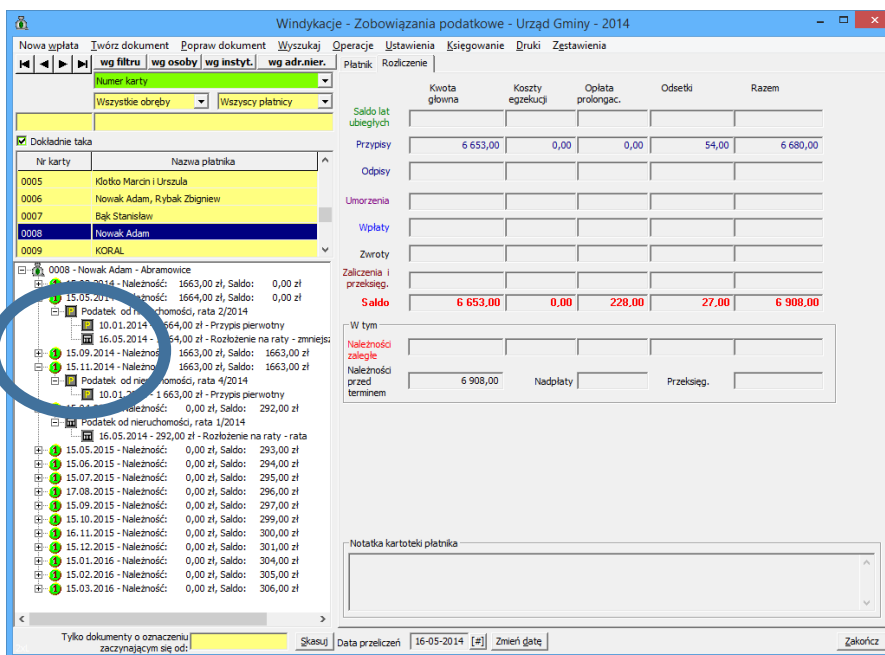 Windykacje - Zobowiązania podatkowe - Urząd Gminy - 2014
Nowa wpłata Twórz dokument Popraw dokument Wyszukaj Operacje Ustawienia Księgowanie Druki Zestawienia
wg filtru wg osoby wg instyt. wg adr.nier.
Numer karty
Wszystkie obręby Wszyscy płatnicy
Dokładnie taka
Nr karty Nazwa płatnika
0005 Kłotko Marcin i Urszula
0006 Nowak Adam, Rybak Zbigniew
0007 Bąk Stanisław
0008 Nowak Adam
0009 KORAL
0008 - Nowak Adam - Abramowice
2014 - Należność: 1663,00 zł, Saldo: 0,00 zł
15.05.2014 - Należność: 1664,00 zł, Saldo: 0,00 zł
Podatek od nieruchomości, rata 2/2014
10.01.2014 - 664,00 zł - Przypis pierwotny
16.05.2014 - 64,00 zł - Rozłożenie na raty - zmniejsz
15.09.2014 - Należność: 1663,00 zł, Saldo: 1663,00 zł
15.11.2014 - Należność: 1663,00 zł, Saldo: 1663,00 zł
Podatek od nieruchomości, rata 4/2014
10.01.20 - 1 663,00 zł - Przypis pierwotny
Należność: 0,00 zł, Saldo: 292,00 zł
Podatek od nieruchomości, rata 1/2014
16.05.2014 - 292,00 zł - Rozłożenie na raty - rata
15.05.2015 - Należność: 0,00 zł, Saldo: 293,00 zł
15.06.2015 - Należność: 0,00 zł, Saldo: 294,00 zł
15.07.2015 - Należność: 0,00 zł, Saldo: 295,00 zł
17.08.2015 - Należność: 0,00 zł, Saldo: 296,00 zł
15.09.2015 - Należność: 0,00 zł, Saldo: 297,00 zł
15.10.2015 - Należność: 0,00 zł, Saldo: 299,00 zł
16.11.2015 - Należność: 0,00 zł, Saldo: 300,00 zł
15.12.2015 - Należność: 0,00 zł, Saldo: 301,00 zł
15.01.2016 - Należność: 0,00 zł, Saldo: 304,00 zł
15.02.2016 - Należność: 0,00 zł, Saldo: 305,00 zł
15.03.2016 - Należność: 0,00 zł, Saldo: 306,00 zł
Tylko dokumenty o oznaczeniu
zaczynającym się od:
Skasuj
Płatnik Rozliczenie
Kwota głowna Koszty egzekucji Opłata prolongac. Odsetki Razem
Saldo lat
ubiegłych
Przypisy 6 653,00 0,00 0,00 54,00 6 680,00
Odpisy
Umorzenia
Wpłaty
Zwroty
Zaliczenia i
przeksięg.
Saldo 6 653,00 0,00 228,00 27,00 6 908,00
W tym
Należności
zaległe
Należności
przed
terminem
6 908,00 Nadpłaty Przeksięg.
Notatka kartoteki płatnika
Data przeliczeń 16-05-2014 [#] Zmień datę Zakończ